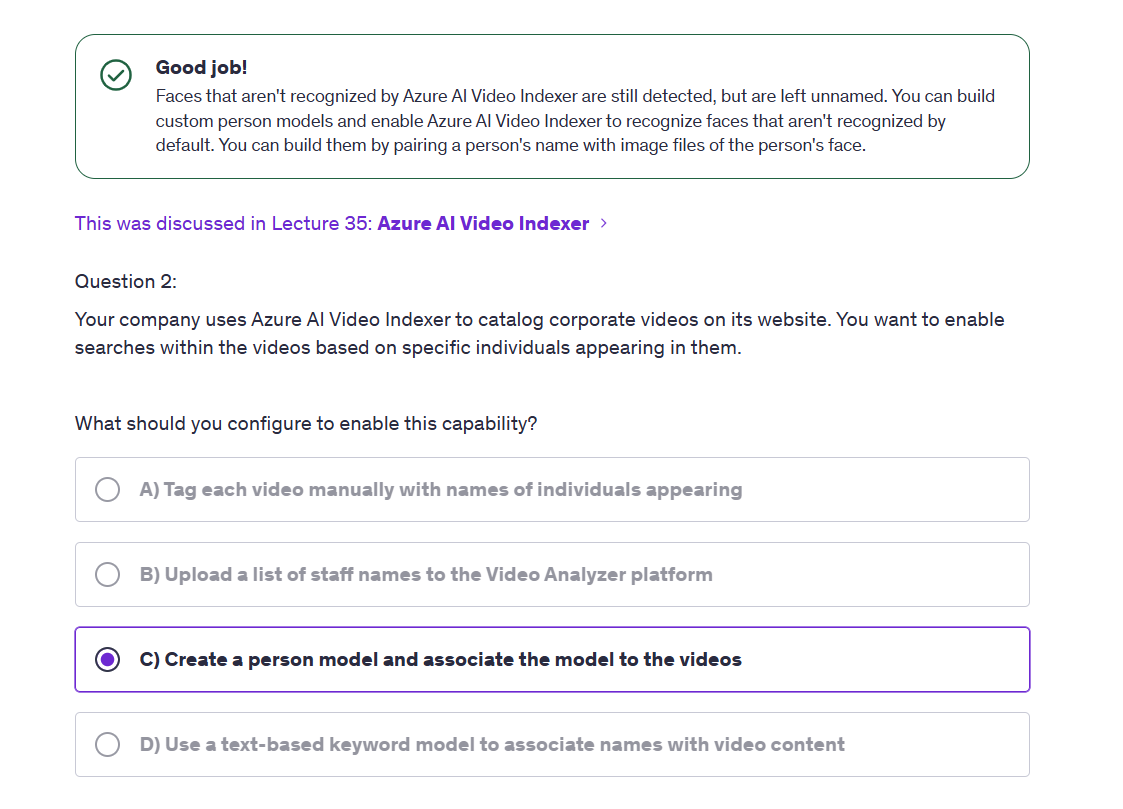 Good job!
Faces that aren't recognized by Azure AI Video Indexer are still detected, but are left unnamed. You can build
custom person models and enable Azure AI Video Indexer to recognize faces that aren't recognized by
default. You can build them by pairing a person's name with image files of the person's face.
This was discussed in Lecture 35: Azure AI Video Indexer >
Question 2:
Your company uses Azure AI Video Indexer to catalog corporate videos on its website. You want to enable
searches within the videos based on specific individuals appearing in them.
What should you configure to enable this capability?
A) Tag each video manually with names of individuals appearing
B) Upload a list of staff names to the Video Analyzer platform
C) Create a person model and associate the model to the videos
D) Use a text-based keyword model to associate names with video content